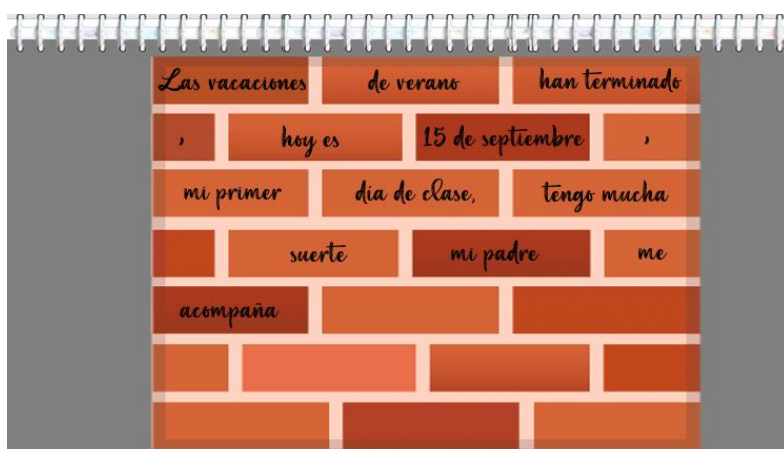 Las vacaciones de verano han terminado
, hoy es 15 de septiembre ,
mi primer día de clase, tengo mucha
suerte mi padre me
acompaña